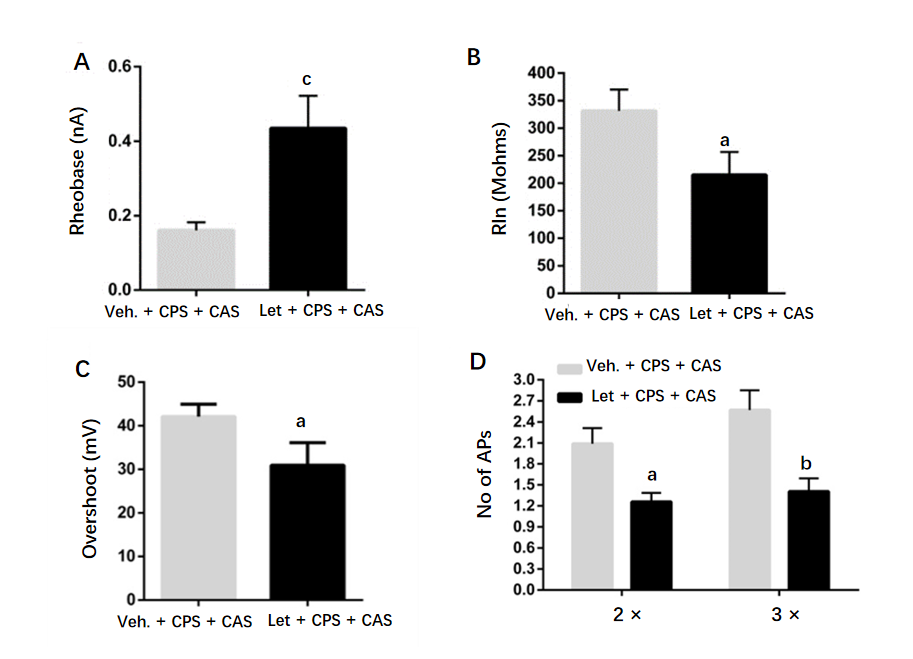 A
Rheobase (nA)
0.6
0.4
0.2
0.0
c
Veh. + CPS + CAS
Let + CPS + CAS
B
RIn (Mohms)
400
350
300
250
200
150
100
50
0
a
Veh. + CPS + CAS
Let + CPS + CAS
C
Overshoot (mV)
50
40
30
20
10
0
a
Veh. + CPS + CAS
Let + CPS + CAS
D
Veh. + CPS + CAS
Let + CPS + CAS
No of APs
3.0
2.7
2.4
2.1
1.8
1.5
1.2
0.9
0.6
0.3
0.0
a
b
2 ×
3 ×